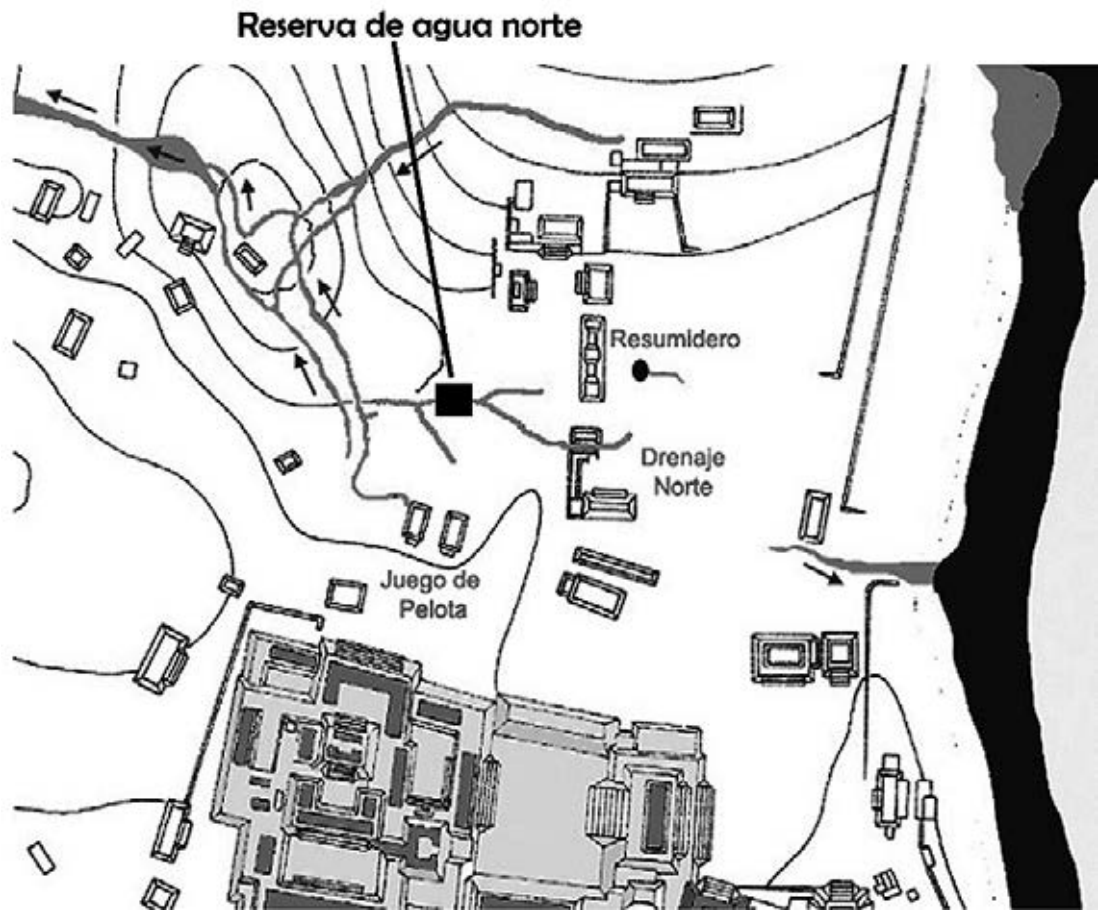 Reserva de agua norte
Resumidero
Drenaje
Norte
Juego de
Pelota